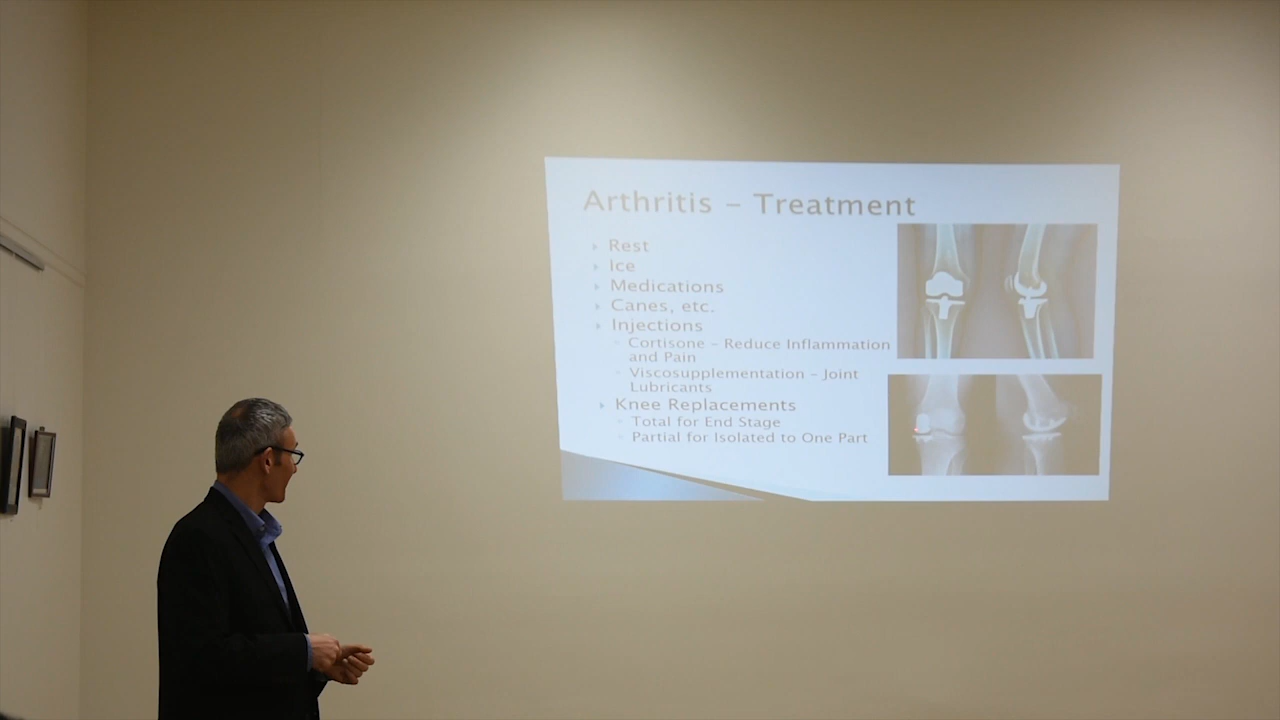 Arthritis – Treatment
Rest
Ice
Medications
Canes, etc.
Injections
Cortisone – Reduce Inflammation
and Pain
Viscosupplementation – Joint
Lubricants
Knee Replacements
Total for End Stage
Partial for Isolated to One Part